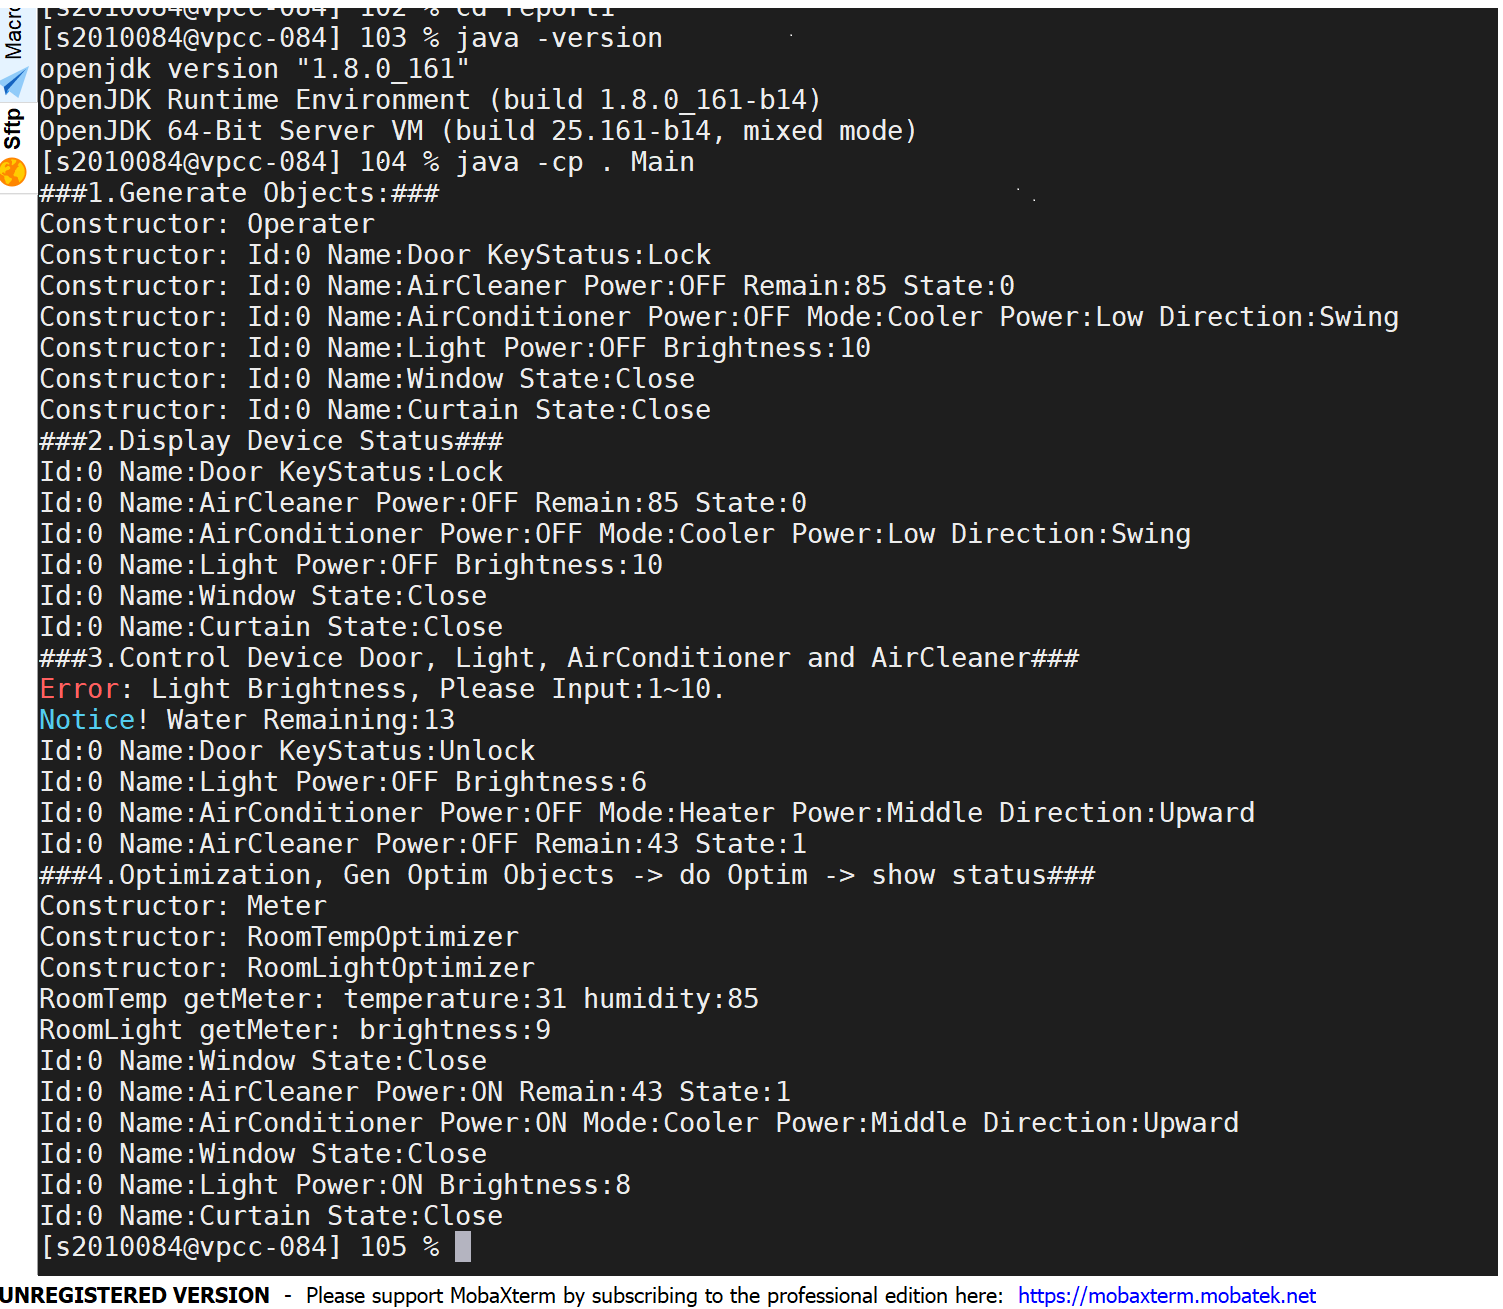 [s2010084@vpcc-084] 102 % cd report1
[s2010084@vpcc-084] 103 % java -version
openjdk version "1.8.0_161"
OpenJDK Runtime Environment (build 1.8.0_161-b14)
OpenJDK 64-Bit Server VM (build 25.161-b14, mixed mode)
[s2010084@vpcc-084] 104 % java -cp . Main
###1.Generate Objects:###
Constructor: Operater
Constructor: Id:0 Name:Door KeyStatus:Lock
Constructor: Id:0 Name:AirCleaner Power:OFF Remain:85 State:0
Constructor: Id:0 Name:AirConditioner Power:OFF Mode:Cooler Power:Low Direction:Swing
Constructor: Id:0 Name:Light Power:OFF Brightness:10
Constructor: Id:0 Name:Window State:Close
Constructor: Id:0 Name:Curtain State:Close
###2.Display Device Status###
Id:0 Name:Door KeyStatus:Lock
Id:0 Name:AirCleaner Power:OFF Remain:85 State:0
Id:0 Name:AirConditioner Power:OFF Mode:Cooler Power:Low Direction:Swing
Id:0 Name:Light Power:OFF Brightness:10
Id:0 Name:Window State:Close
Id:0 Name:Curtain State:Close
###3.Control Device Door, Light, AirConditioner and AirCleaner###
Error: Light Brightness, Please Input:1~10.
Notice! Water Remaining:13
Id:0 Name:Door KeyStatus:Unlock
Id:0 Name:Light Power:OFF Brightness:6
Id:0 Name:AirConditioner Power:OFF Mode:Heater Power:Middle Direction:Upward
Id:0 Name:AirCleaner Power:OFF Remain:43 State:1
###4.Optimization, Gen Optim Objects -> do Optim -> show status###
Constructor: Meter
Constructor: RoomTempOptimizer
Constructor: RoomLightOptimizer
RoomTemp getMeter: temperature:31 humidity:85
RoomLight getMeter: brightness:9
Id:0 Name:Window State:Close
Id:0 Name:AirCleaner Power:ON Remain:43 State:1
Id:0 Name:AirConditioner Power:ON Mode:Cooler Power:Middle Direction:Upward
Id:0 Name:Window State:Close
Id:0 Name:Light Power:ON Brightness:8
Id:0 Name:Curtain State:Close
[s2010084@vpcc-084] 105 %
Macro
Sftp
UNREGISTERED VERSION - Please support MobaXterm by subscribing to the professional edition here: https://mobaxterm.mobatek.net